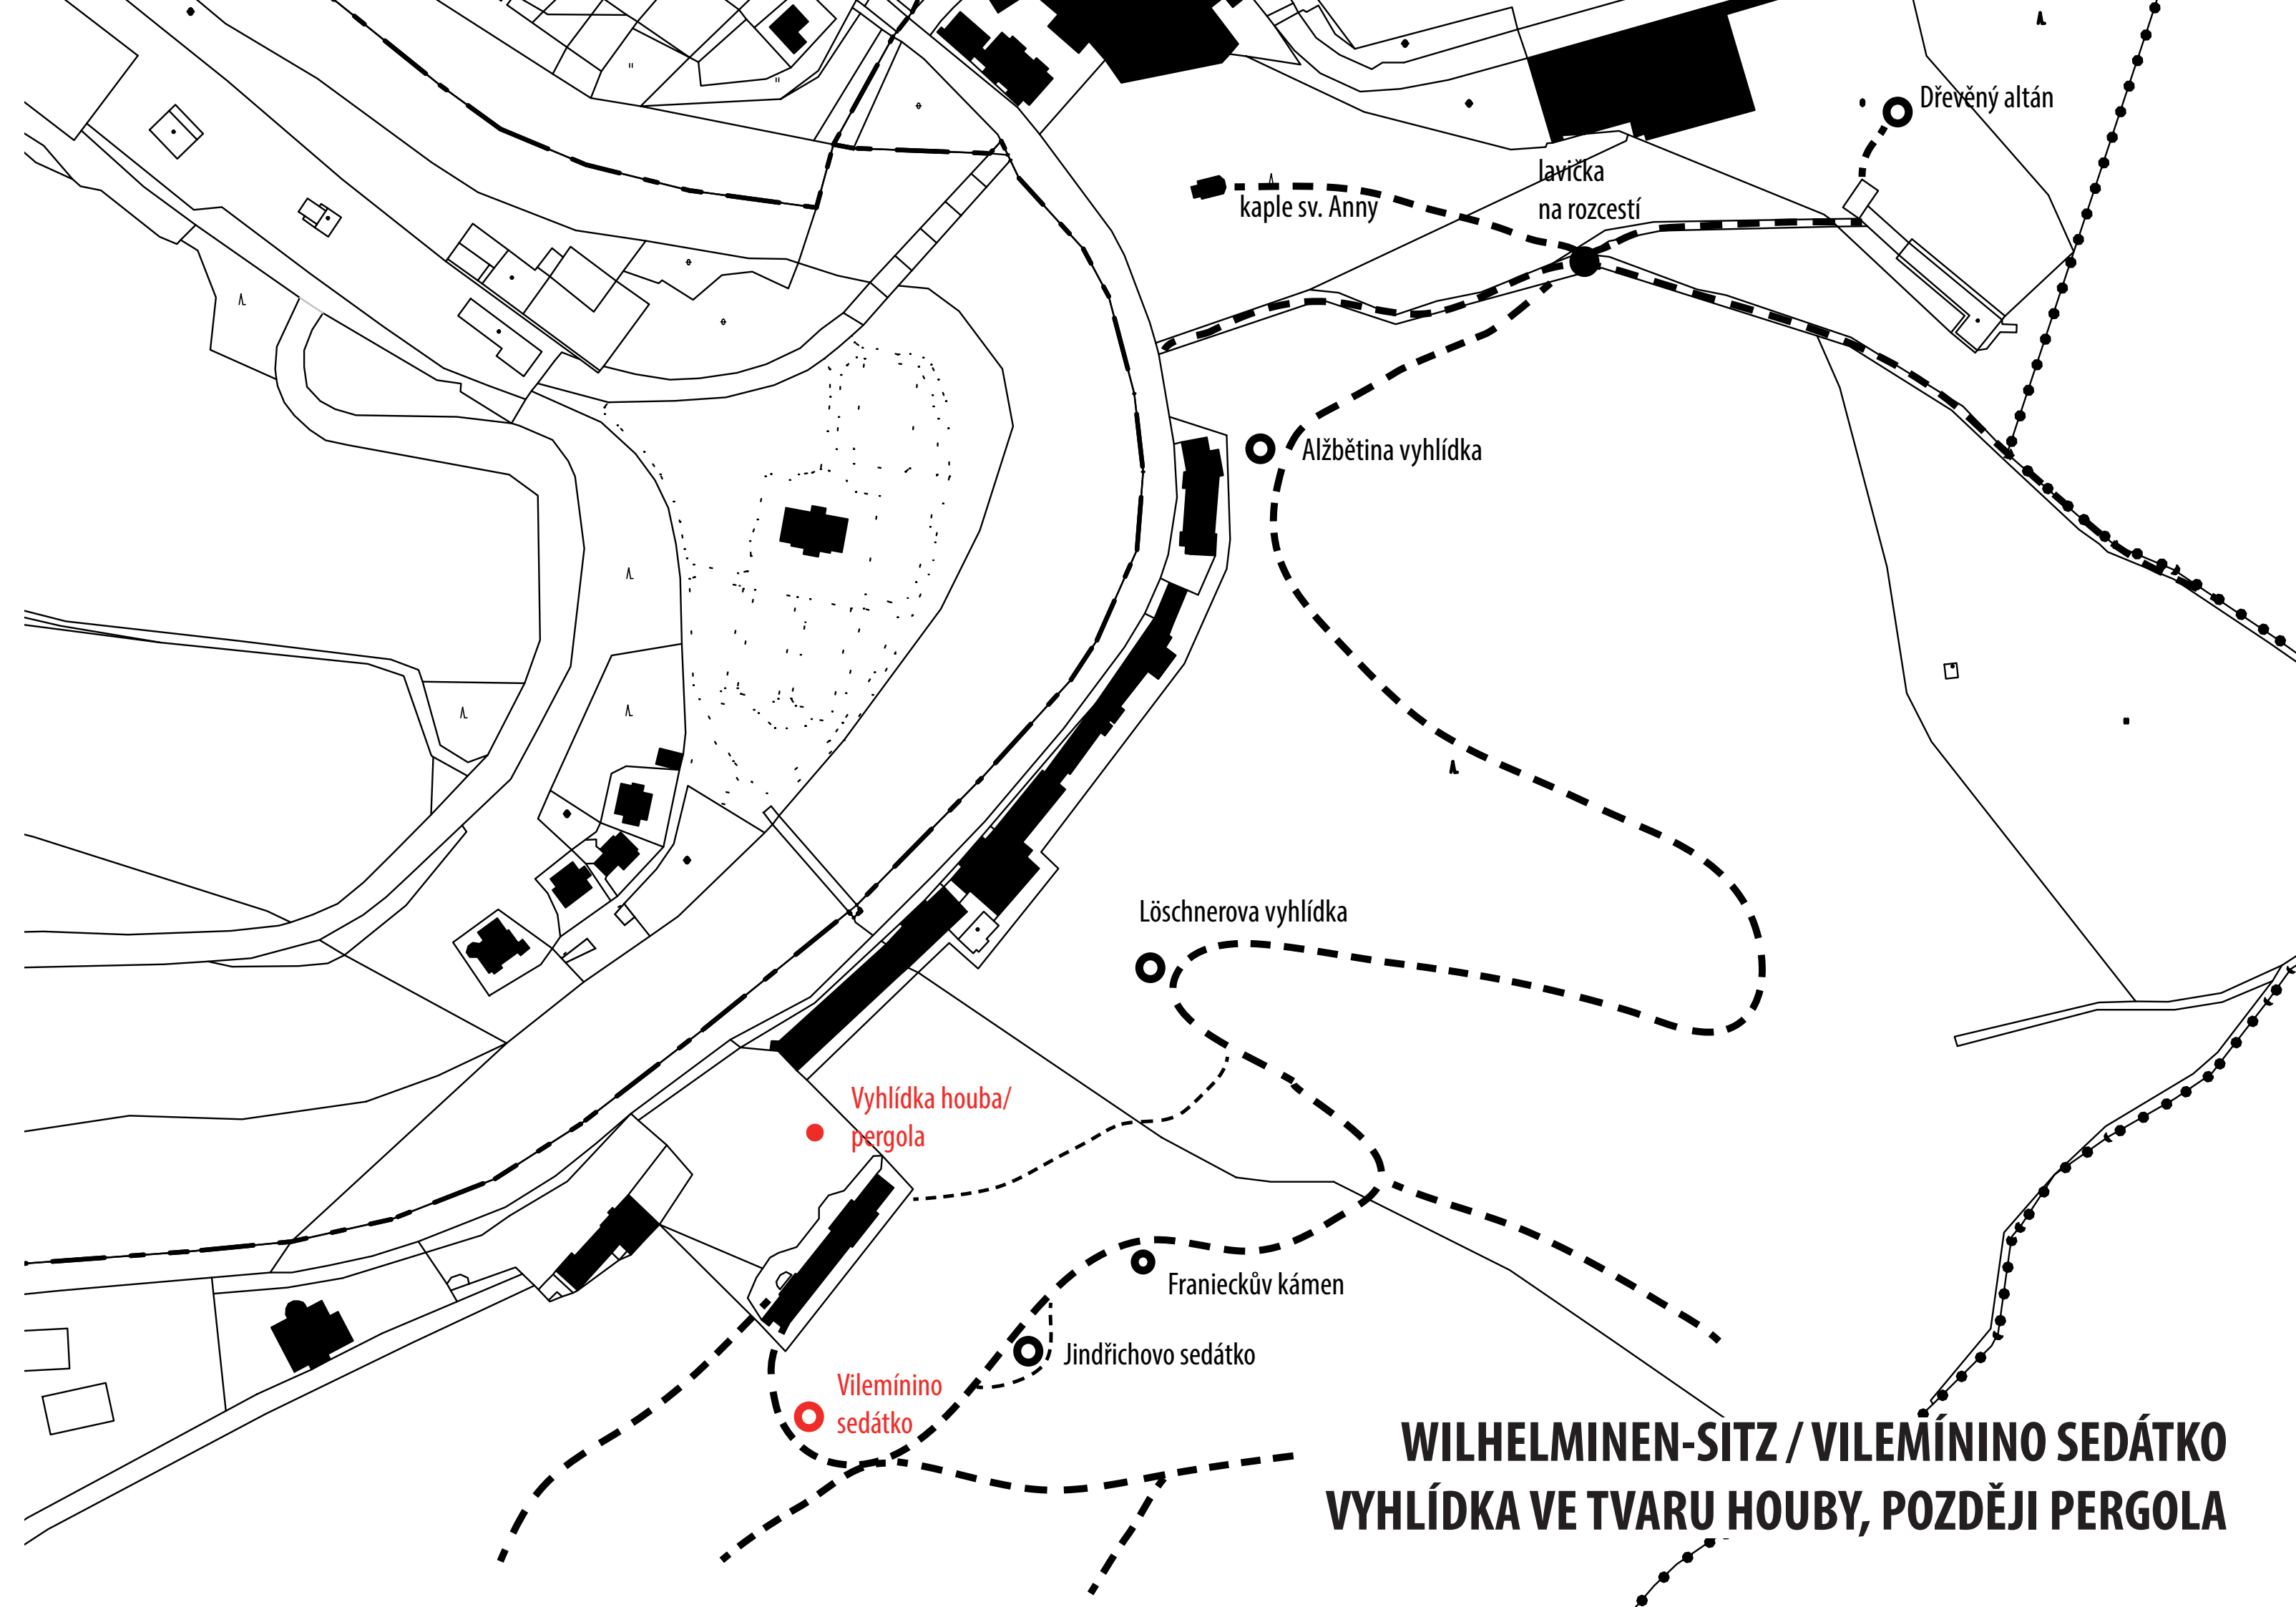 Dřevěný altán
lavička
na rozcestí
kaple sv. Anny
Alžbětina vyhlídka
Löschnerova vyhlídka
Vyhlídka houba/
pergola
Franieckův kámen
Jindřichovo sedátko
Vilemínino
sedátko
WILHELMINEN-SITZ / VILEMÍNINO SEDÁTKO
VYHLÍDKA VE TVARU HOUBY, POZDĚJI PERGOLA